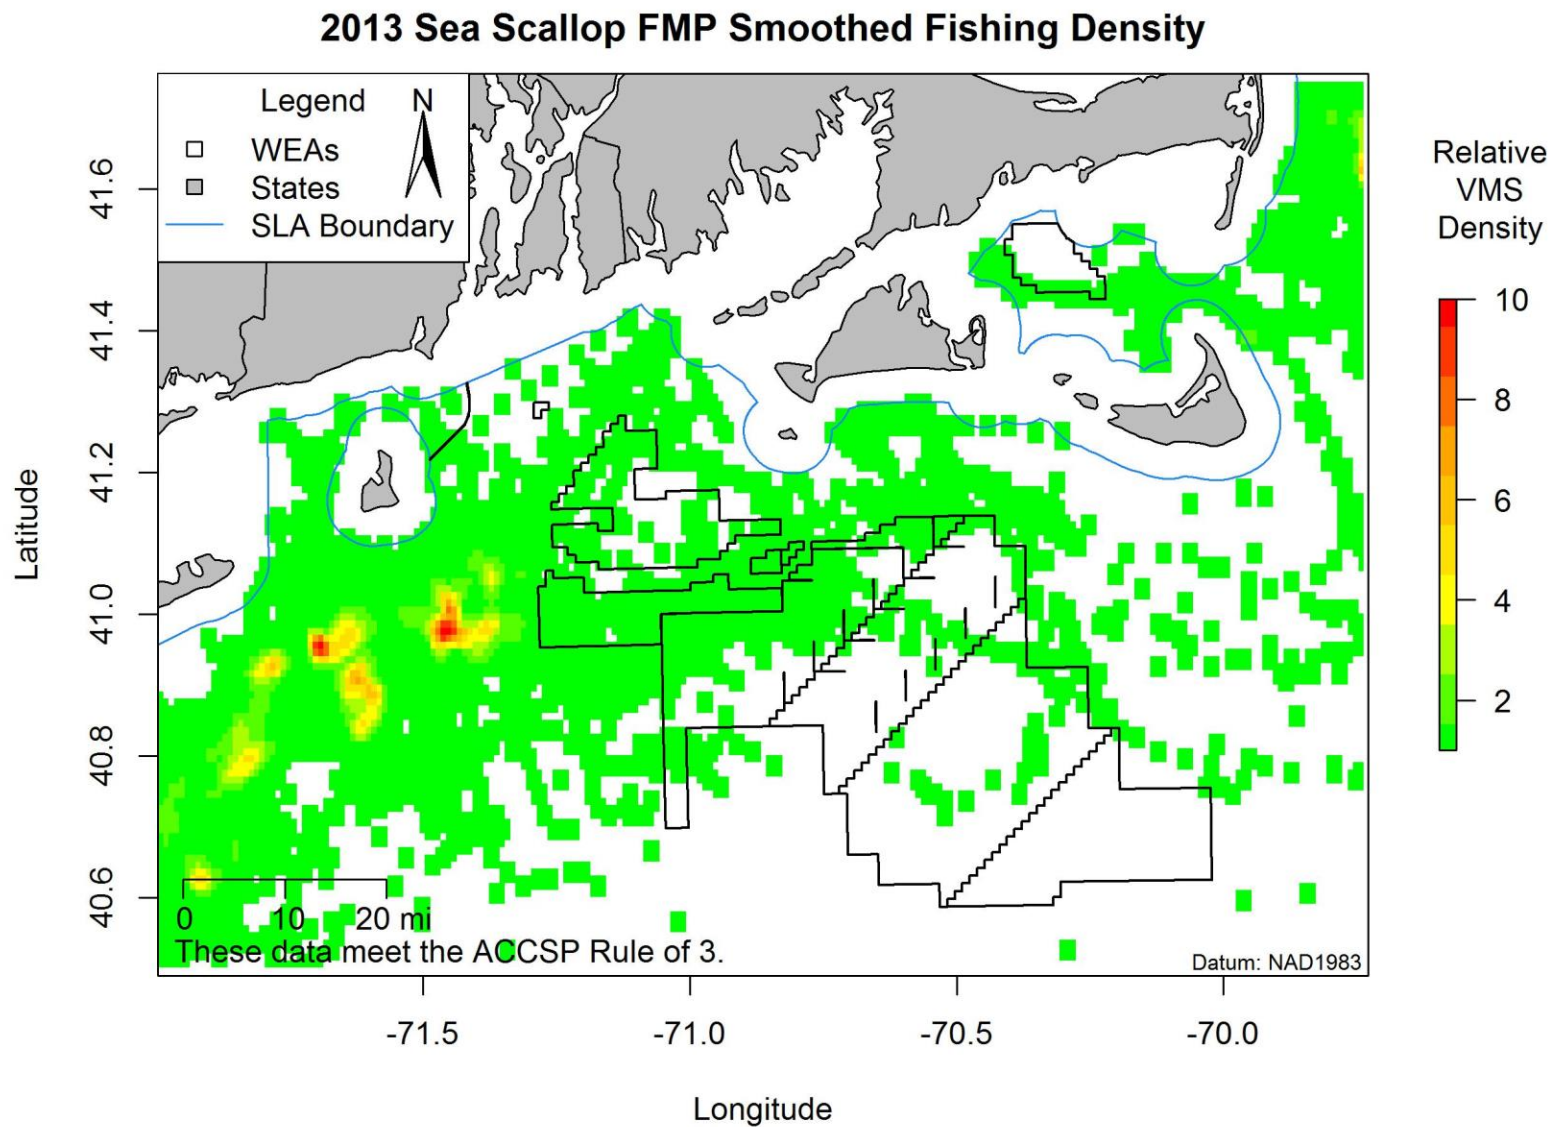 2013 Sea Scallop FMP Smoothed Fishing Density
Legend
N
WEAs
States
SLA Boundary
Relative
VMS
Density
10
8
6
4
2
Latitude
41.6
41.4
41.2
41.0
40.8
40.6
0 10 20 mi
These data meet the ACCSP Rule of 3.
Datum: NAD1983
-71.5 -71.0 -70.5 -70.0
Longitude